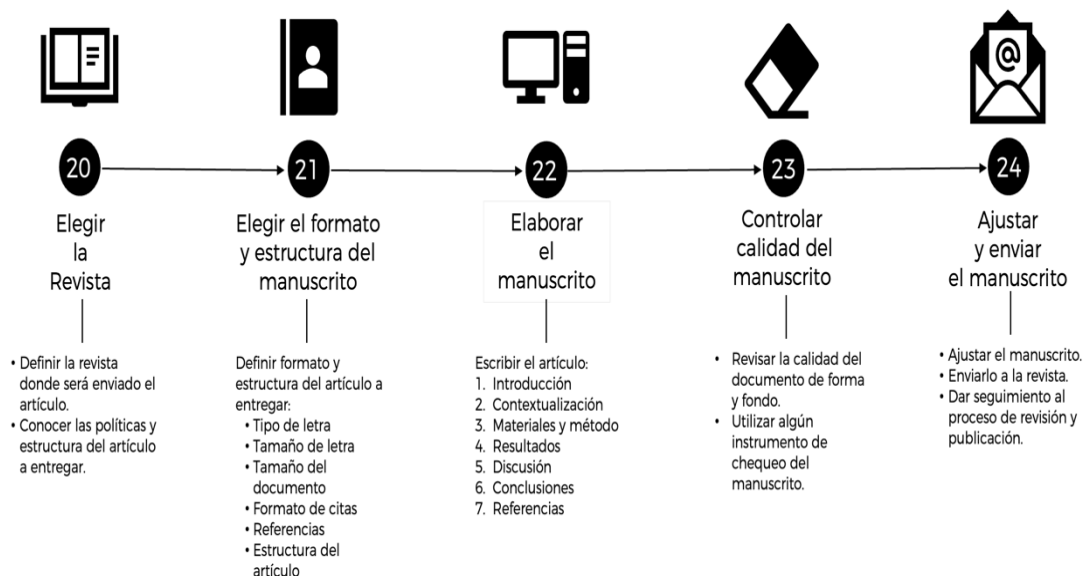 @
20
21
22
23
24
Elegir
la
Revista
Elegir el formato
y estructura del
manuscrito
Elaborar
el
manuscrito
Controlar
calidad del
manuscrito
Ajustar
y enviar
el manuscrito
• Definir la revista
donde será enviado el
artículo.
• Conocer las políticas y
estructura del artículo
a entregar.
Definir formato y
estructura del artículo a
entregar:
• Tipo de letra
• Tamaño de letra
• Tamaño del
documento
• Formato de citas
• Referencias
• Estructura del
artículo
Escribir el artículo:
1. Introducción
2. Contextualización
3. Materiales y método
4. Resultados
5. Discusión
6. Conclusiones
7. Referencias
• Revisar la calidad del
documento de forma
y fondo.
• Utilizar algún
instrumento de
chequeo del
manuscrito.
• Ajustar el manuscrito.
• Enviarlo a la revista.
• Dar seguimiento al
proceso de revisión y
publicación.